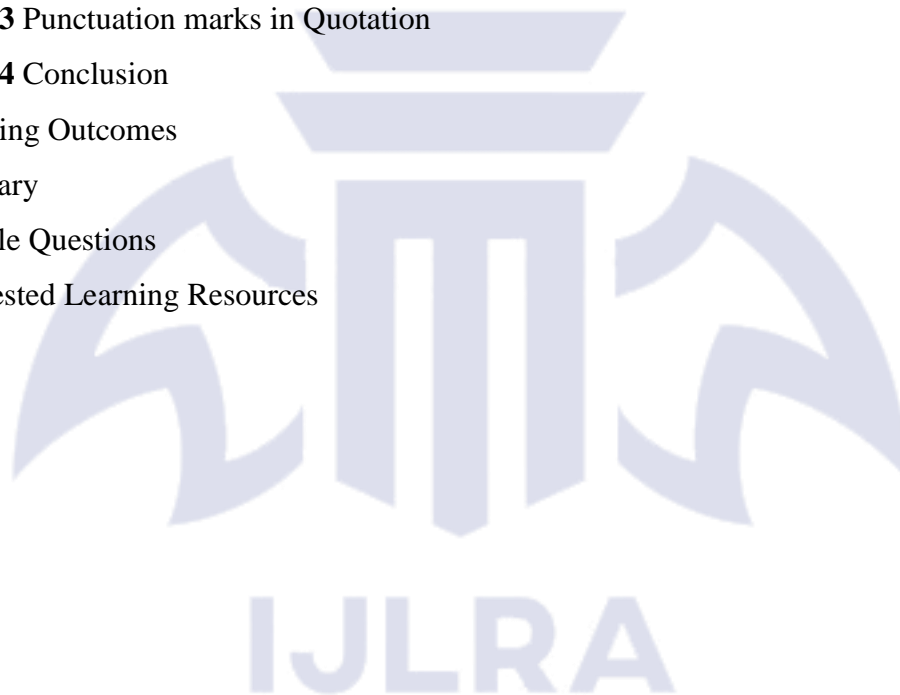 3 Punctuation marks in Quotation
4 Conclusion
ing Outcomes
ary
le Questions
ested Learning Resources
IJLRA